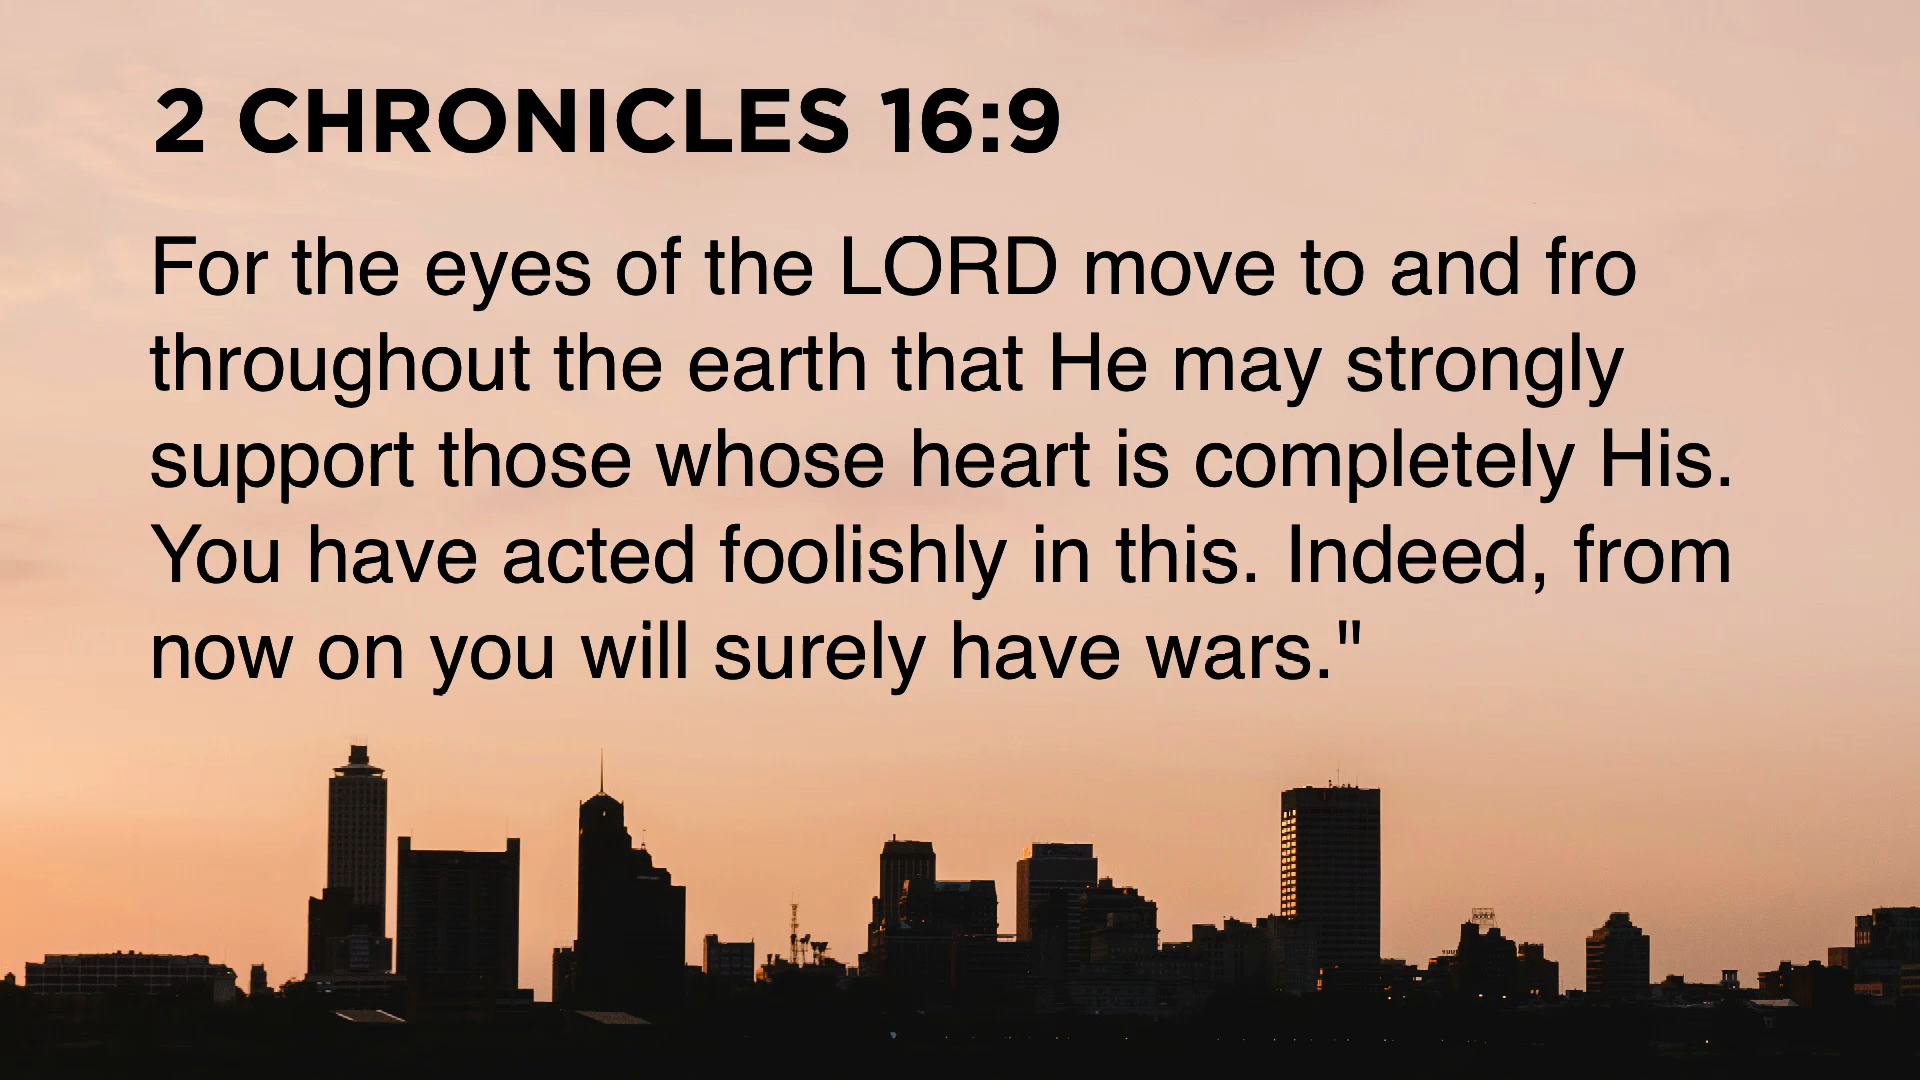 2 CHRONICLES 16:9
For the eyes of the LORD move to and fro
throughout the earth that He may strongly
support those whose heart is completely His.
You have acted foolishly in this. Indeed, from
now on you will surely have wars."